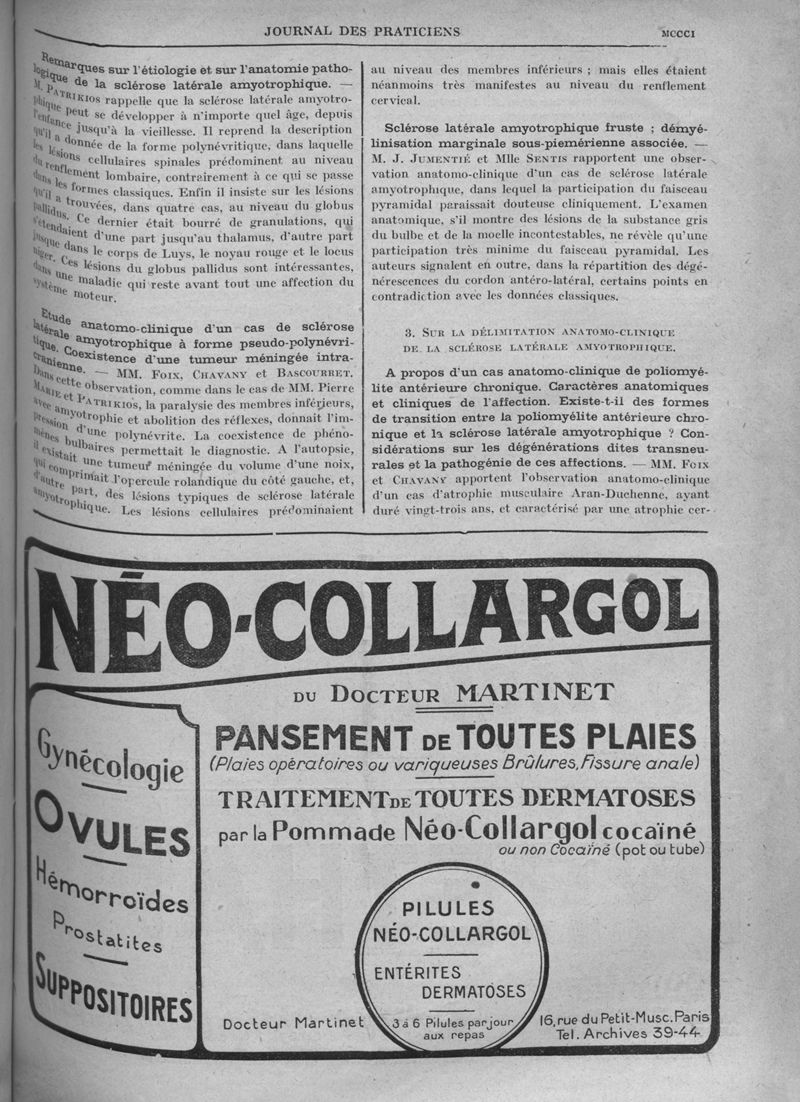 JOURNAL DES PRATICIENS
MCCCI
Remarques sur l'étiologie et sur l'anatomie patho-
logique de la sclérose latérale amyotrophique. —
M. PATRIKIOS rappelle que la sclérose latérale amyotro-
phique peut se développer à n'importe quel âge, depuis
l'enfance jusqu'à la vieillesse. Il reprend la description
qu'il a donnée de la forme polynévritique, dans laquelle
les lésions cellulaires spinales prédominent au niveau
du renflement lombaire, contrairement à ce qui se passe
dans les formes classiques. Enfin il insiste sur les lésions
qu'il a trouvées, dans quatre cas, au niveau du globus
pallidus. Ce dernier était bourré de granulations, qui
s'étendaient d'une part jusqu'au thalamus, d'autre part
jusque dans le corps de Luys, le noyau rouge et le locus
niger. Ces lésions du globus pallidus sont intéressantes,
dans une maladie qui reste avant tout une affection du
système moteur.
Etude anatomo-clinique d'un cas de sclérose
latérale amyotrophique à forme pseudo-polynévri-
tique. Coexistence d'une tumeur méningée intra-
cranienne. — MM. FOIX, CHAVANY et BASCOURRET.
Dans cette observation, comme dans le cas de MM. Pierre
MARIE et PATRIKIOS, la paralysie des membres inférieurs,
avec amyotrophie et abolition des réflexes, donnait l'im-
pression d'une polynévrite. La coexistence de phéno-
mènes bulbaires permettait le diagnostic. A l'autopsie,
il existait une tumeur méningée du volume d'une noix,
qui comprimait l'opercule rolandique du côté gauche, et,
d'autre part, des lésions typiques de sclérose latérale
amyotrophique. Les lésions cellulaires prédominaient
au niveau des membres inférieurs ; mais elles étaient
néanmoins très manifestes au niveau du renflement
cervical.
Sclérose latérale amyotrophique fruste ; démyé-
linisation marginale sous-piemérienne associée. —
M. J. JUMENTIÉ et Mlle SENTIS rapportent une obser-
vation anatomo-clinique d'un cas de sclérose latérale
amyotrophique, dans lequel la participation du faisceau
pyramidal paraissait douteuse cliniquement. L'examen
anatomique, s'il montre des lésions de la substance gris
du bulbe et de la moelle incontestables, ne révèle qu'une
participation très minime du faisceau pyramidal. Les
auteurs signalent en outre, dans la répartition des dégé-
nérescences du cordon antéro-latéral, certains points en
contradiction avec les données classiques.
3. SUR LA DÉLIMITATION ANATOMO-CLINIQUE
DE LA SCLÉROSE LATÉRALE AMYOTROPHIQUE.
A propos d'un cas anatomo-clinique de poliomyé-
lite antérieure chronique. Caractères anatomiques
et cliniques de l'affection. Existe-t-il des formes
de transition entre la poliomyélite antérieure chro-
nique et la sclérose latérale amyotrophique ? Con-
sidérations sur les dégénérations dites transneu-
rales et la pathogénie de ces affections. — MM. FOIX
et CHAVANY apportent l'observation anatomo-clinique
d'un cas d'atrophie musculaire Aran-Duchenne, ayant
duré vingt-trois ans, et caractérisé par une atrophie cer-
NÉO-COLLARGOL
DU DOCTEUR MARTINET
PANSEMENT DE TOUTES PLAIES
(Plaies opératoires ou variqueuses Brûlures, Fissure anale)
TRAITEMENT DE TOUTES DERMATOSES
par la Pommade Néo-Collargol cocaïné
ou non Cocaïné (pot ou tube)
Gynécologie
OVULES
Hémorroïdes
Prostatites
SUPPOSITOIRES
PILULES
NÉO-COLLARGOL
ENTÉRITES
DERMATOSES
3 à 6 Pilules par jour
aux repas
Docteur Martinet
16, rue du Petit-Musc. Paris
Tel. Archives 39-44